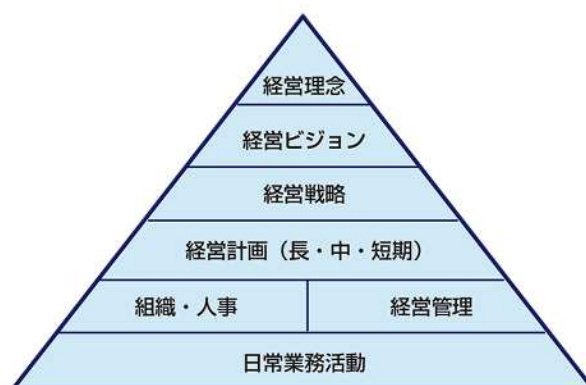 経営理念
経営ビジョン
経営戦略
経営計画（長・中・短期）
組織・人事
経営管理
日常業務活動